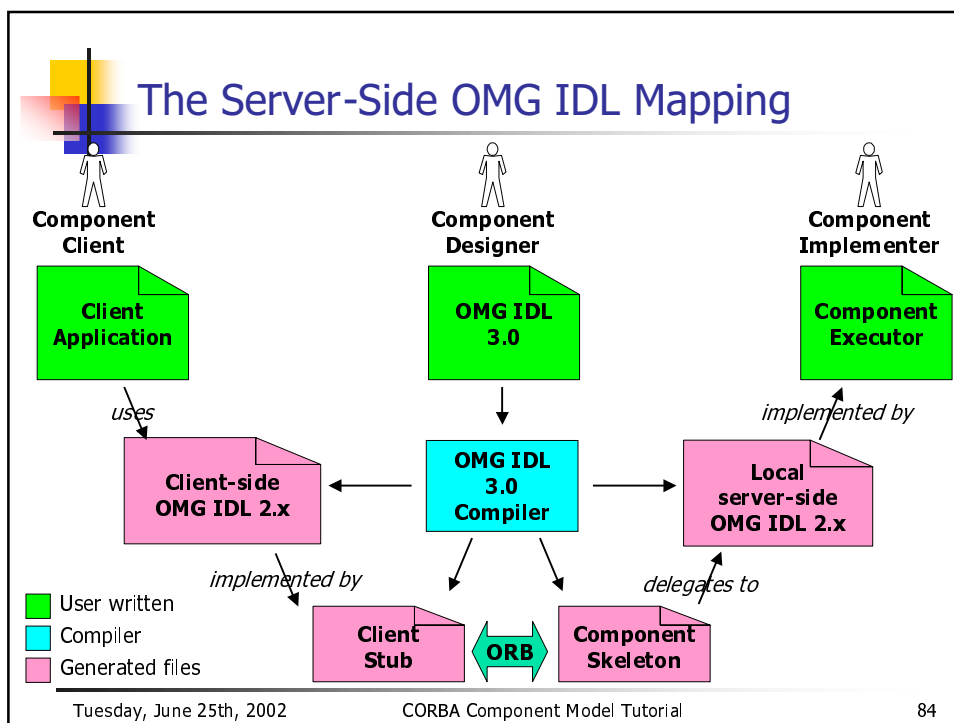 The Server-Side OMG IDL Mapping
Component
Client
Component
Designer
Component
Implementer
Client
Application
OMG IDL
3.0
Component
Executor
uses
implemented by
Client-side
OMG IDL 2.x
OMG IDL
3.0
Compiler
Local
server-side
OMG IDL 2.x
implemented by
delegates to
User written
Compiler
Generated files
Client
Stub
ORB
Component
Skeleton
Tuesday, June 25th, 2002
CORBA Component Model Tutorial
84